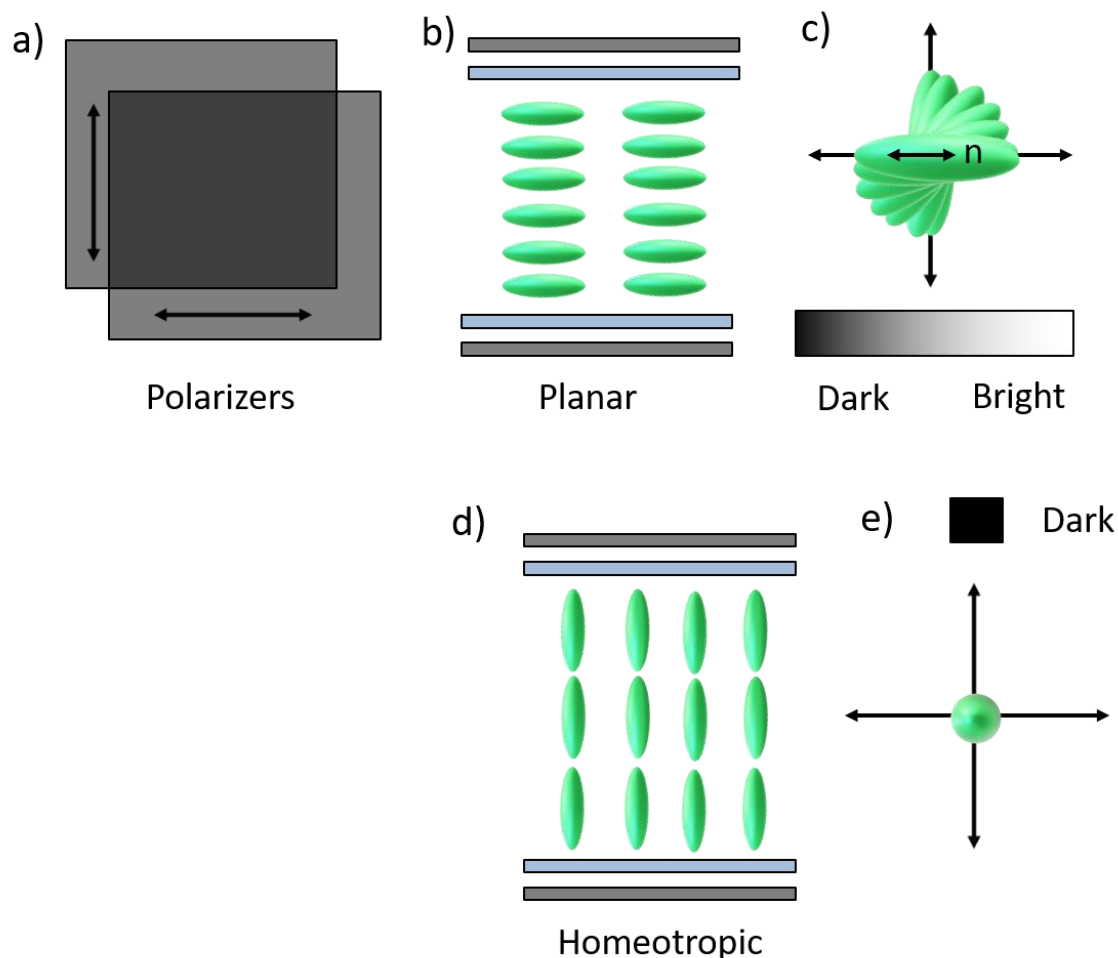 a)
b)
c)
n
Polarizers
Planar
Dark
Bright
d)
e)
Dark
Homeotropic